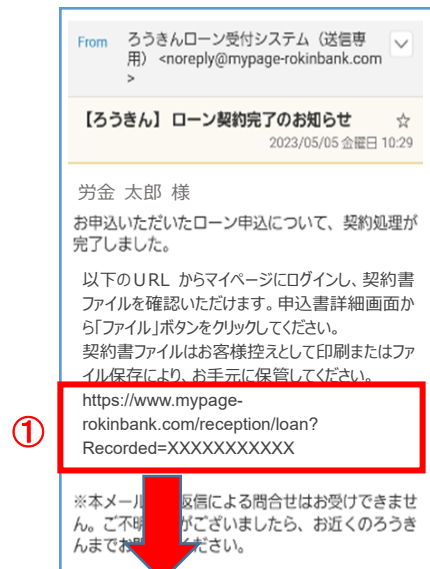 From ろうきんローン受付システム（送信専
用） <noreply@mypage-rokinbank.com
>
【ろうきん】ローン契約完了のお知らせ ☆
2023/05/05 金曜日 10:29
労金 太郎 様
お申込いただいたローン申込について、契約処理が
完了しました。
以下のURL からマイページにログインし、契約書
ファイルを確認いただけます。申込書詳細画面か
ら「ファイル」ボタンをクリックしてください。
契約書ファイルはお客様控えとして印刷またはファ
イル保存により、お手元に保管してください。
①
https://www.mypage-
rokinbank.com/reception/loan?
Recorded=XXXXXXXXXXX
※本メール 返信による問合せはお受けできませ
ん。ご不明 がございましたら、お近くのろうき
んまでお ください。